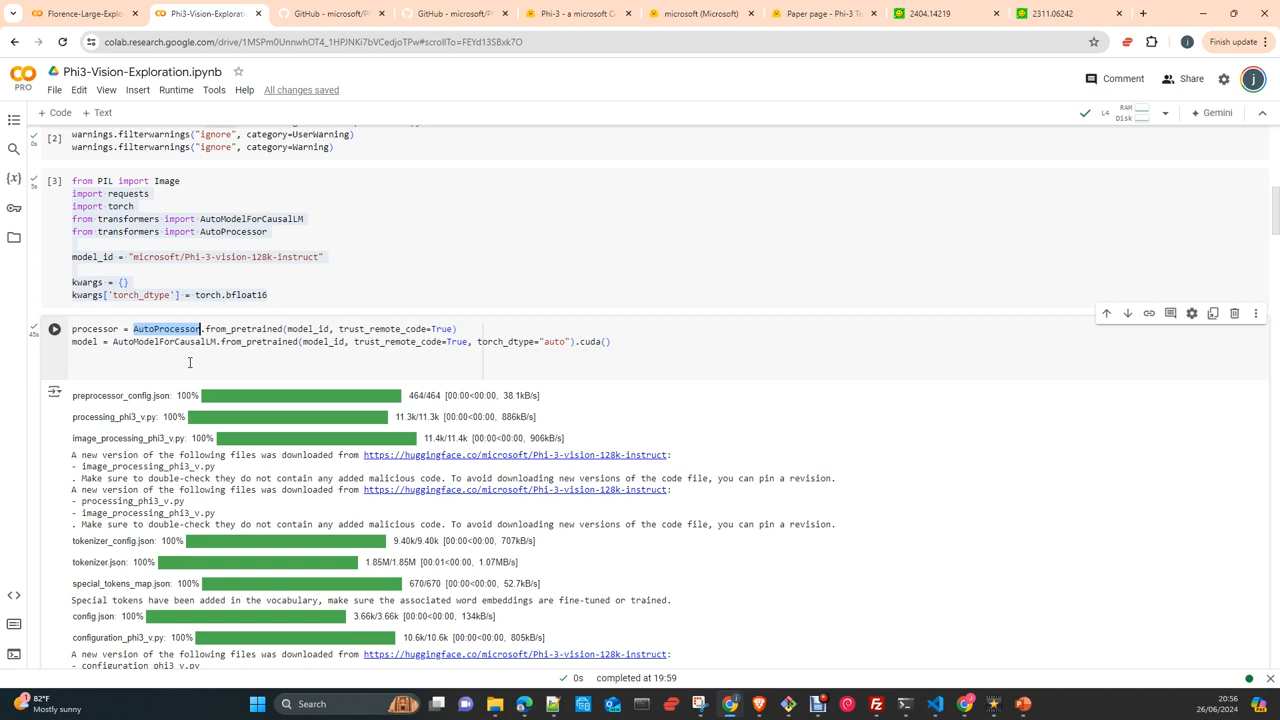 Florence-Large-Explorati
Phi3-Vision-Exploration.i
GitHub - microsoft/P
GitHub - microsoft/P
Phi-3 - a microsoft C
microsoft (Microsoft)
Paper page - Phi-3 Te
2404.14219
2311.06242
colab.research.google.com/drive/1MSPm0UnnwhOT4_1HPJNKi7bVCedjoTPw#scrollTo=FEYd13SBxk7O
Finish update
Phi3-Vision-Exploration.ipynb
PRO
File Edit View Insert Runtime Tools Help All changes saved
Comment
Share
+ Code + Text
L4
RAM
Disk
Gemini
[2]
0s
warnings.filterwarnings("ignore", category=UserWarning)
warnings.filterwarnings("ignore", category=Warning)
[3]
5s
from PIL import Image
import requests
import torch
from transformers import AutoModelForCausalLM
from transformers import AutoProcessor
model_id = "microsoft/Phi-3-vision-128k-instruct"
kwargs = {}
kwargs['torch_dtype'] = torch.bfloat16
45s
processor = AutoProcessor.from_pretrained(model_id, trust_remote_code=True)
model = AutoModelForCausalLM.from_pretrained(model_id, trust_remote_code=True, torch_dtype="auto").cuda()
preprocessor_config.json: 100% 464/464 [00:00<00:00, 38.1kB/s]
processing_phi3_v.py: 100% 11.3k/11.3k [00:00<00:00, 886kB/s]
image_processing_phi3_v.py: 100% 11.4k/11.4k [00:00<00:00, 906kB/s]
A new version of the following files was downloaded from https://huggingface.co/microsoft/Phi-3-vision-128k-instruct:
- image_processing_phi3_v.py
. Make sure to double-check they do not contain any added malicious code. To avoid downloading new versions of the code file, you can pin a revision.
A new version of the following files was downloaded from https://huggingface.co/microsoft/Phi-3-vision-128k-instruct:
- processing_phi3_v.py
- image_processing_phi3_v.py
. Make sure to double-check they do not contain any added malicious code. To avoid downloading new versions of the code file, you can pin a revision.
tokenizer_config.json: 100% 9.40k/9.40k [00:00<00:00, 707kB/s]
tokenizer.json: 100% 1.85M/1.85M [00:01<00:00, 1.07MB/s]
special_tokens_map.json: 100% 670/670 [00:00<00:00, 52.7kB/s]
Special tokens have been added in the vocabulary, make sure the associated word embeddings are fine-tuned or trained.
config.json: 100% 3.66k/3.66k [00:00<00:00, 134kB/s]
configuration_phi3_v.py: 100% 10.6k/10.6k [00:00<00:00, 805kB/s]
A new version of the following files was downloaded from https://huggingface.co/microsoft/Phi-3-vision-128k-instruct:
- configuration_phi3_v.py
0s completed at 19:59
82°F
Mostly sunny
Search
20:56
26/06/2024